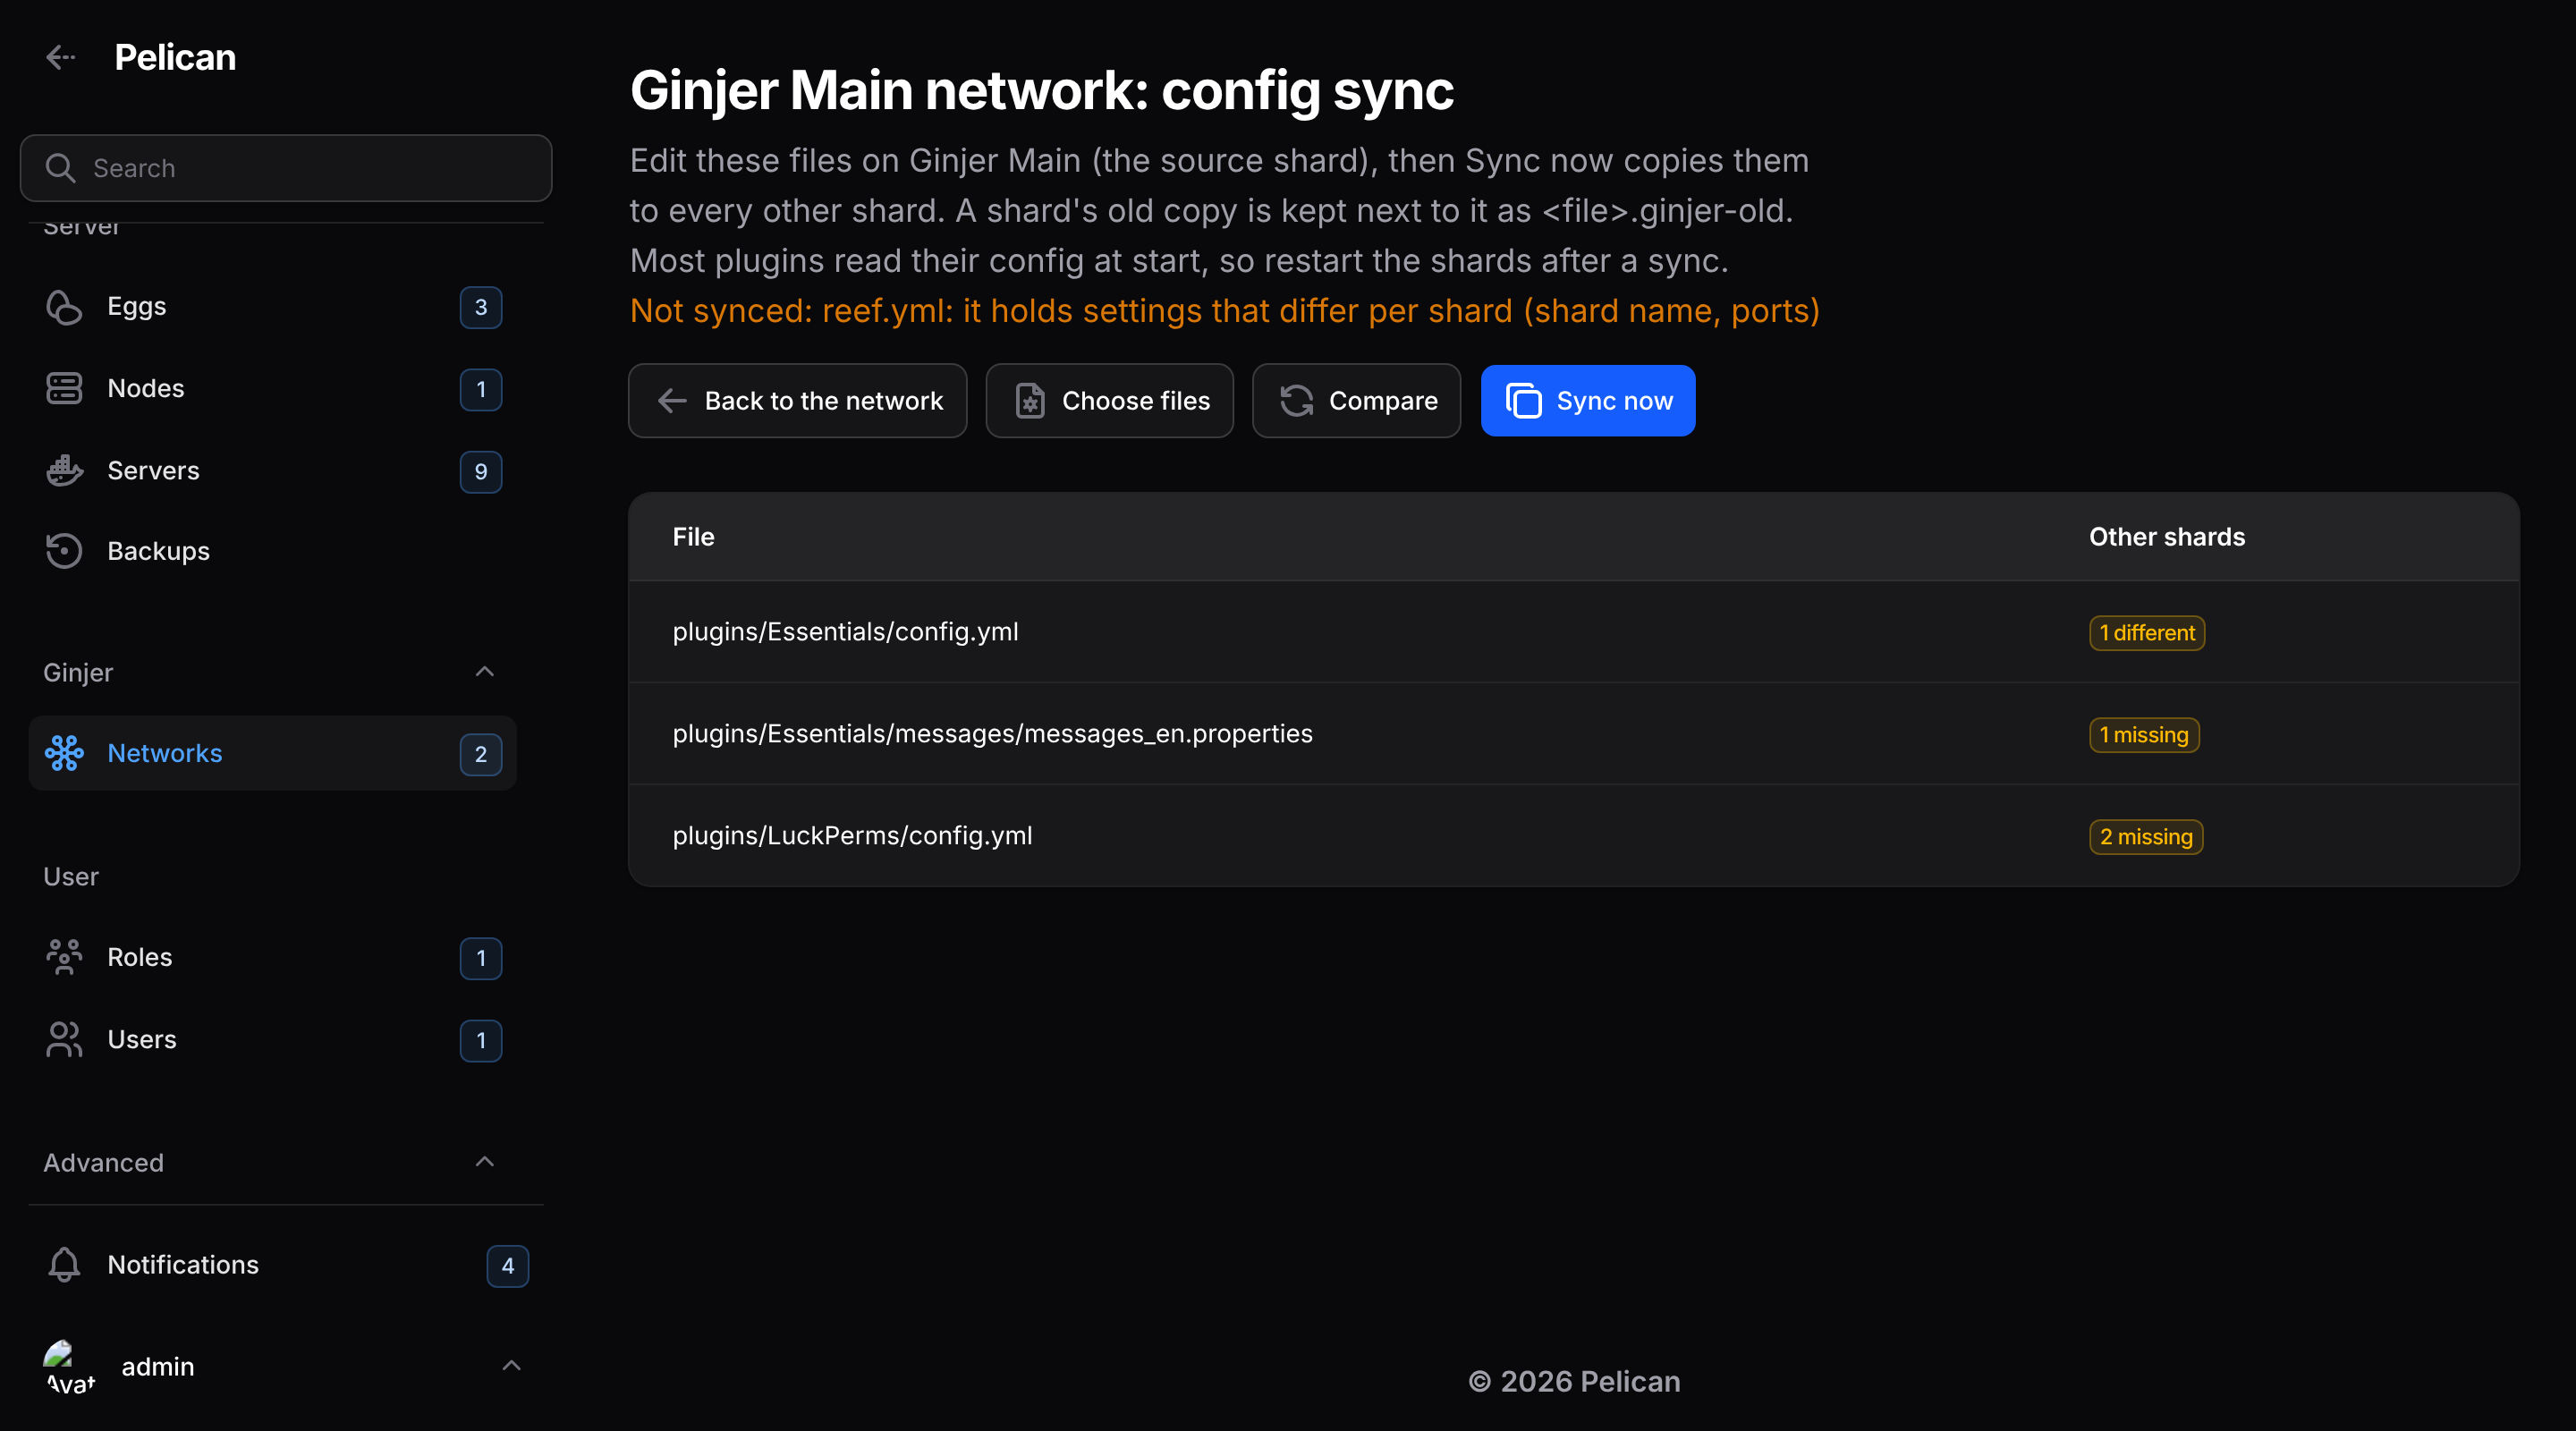 Pelican
Search
Server
Eggs
3
Nodes
1
Servers
9
Backups
Ginjer
Networks
2
User
Roles
1
Users
1
Advanced
Notifications
4
Avat
admin
Ginjer Main network: config sync
Edit these files on Ginjer Main (the source shard), then Sync now copies them
to every other shard. A shard's old copy is kept next to it as <file>.ginjer-old.
Most plugins read their config at start, so restart the shards after a sync.
Not synced: reef.yml: it holds settings that differ per shard (shard name, ports)
Back to the network
Choose files
Compare
Sync now
File
Other shards
plugins/Essentials/config.yml
1 different
plugins/Essentials/messages/messages_en.properties
1 missing
plugins/LuckPerms/config.yml
2 missing
© 2026 Pelican